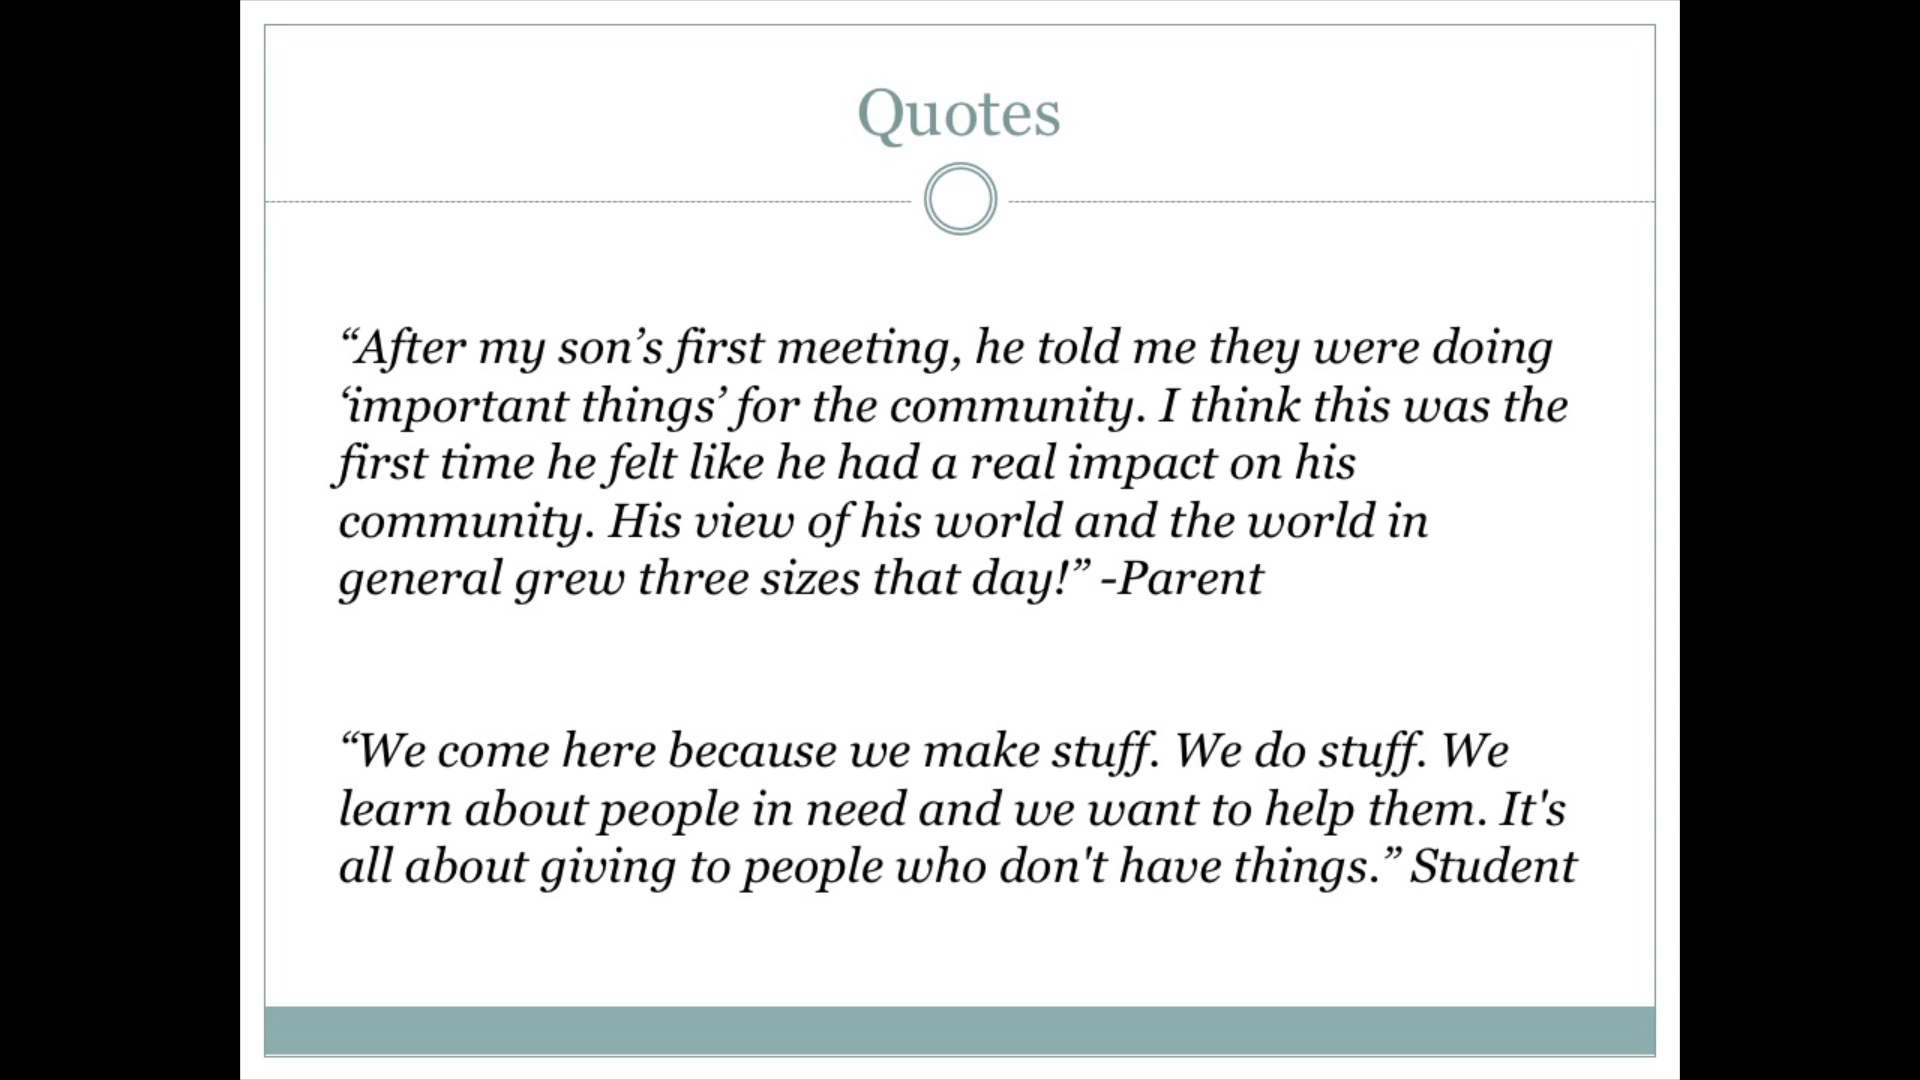 Quotes
“After my son’s first meeting, he told me they were doing
‘important things’ for the community. I think this was the
first time he felt like he had a real impact on his
community. His view of his world and the world in
general grew three sizes that day!” -Parent
“We come here because we make stuff. We do stuff. We
learn about people in need and we want to help them. It's
all about giving to people who don't have things.” Student